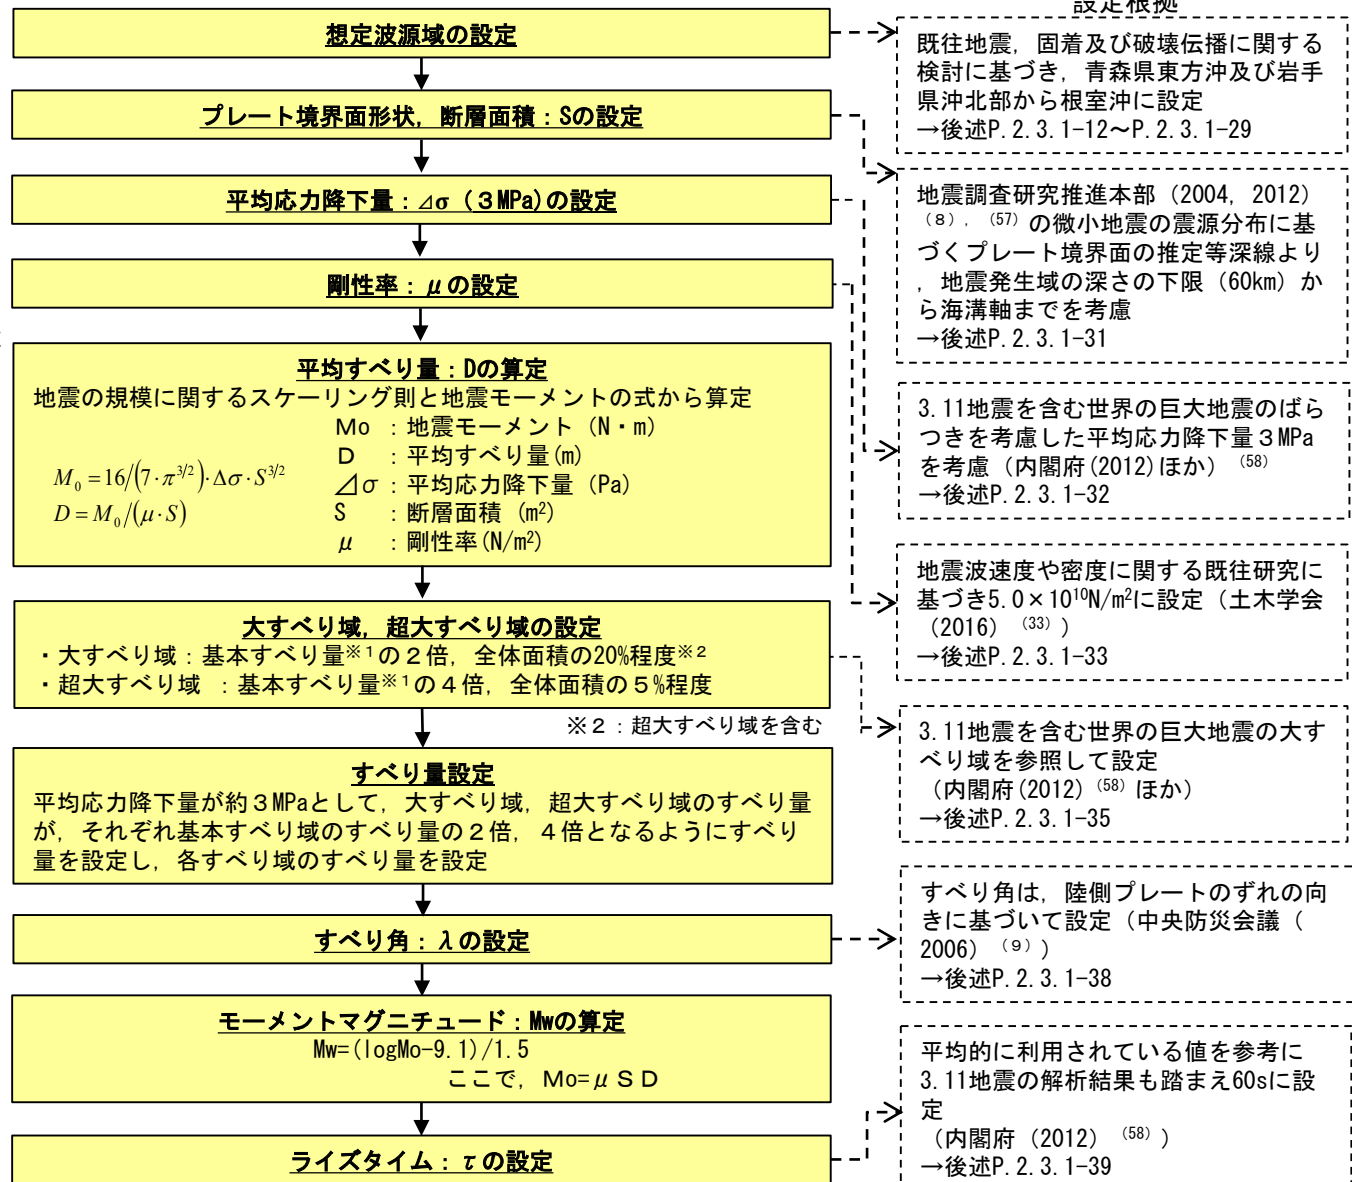 設定根拠
想定波源域の設定
プレート境界面形状，断層面積：Sの設定
平均応力降下量：⊿σ（３MPa)の設定
剛性率：μの設定
平均すべり量：Dの算定
地震の規模に関するスケーリング則と地震モーメントの式から算定
Mo ：地震モーメント（N・m）
D ：平均すべり量(m)
⊿σ：平均応力降下量（Pa）
S ：断層面積（m²）
μ ：剛性率(N/m²)
M₀ = 16/(7・π^{3/2})・Δσ・S^{3/2}
D = M₀/(μ・S)
大すべり域，超大すべり域の設定
・大すべり域：基本すべり量※１の２倍，全体面積の20%程度※２
・超大すべり域 ：基本すべり量※１の４倍，全体面積の５%程度
※２：超大すべり域を含む
すべり量設定
平均応力降下量が約３MPaとして，大すべり域，超大すべり域のすべり量
が，それぞれ基本すべり域のすべり量の２倍，４倍となるようにすべり
量を設定し，各すべり域のすべり量を設定
すべり角：λの設定
モーメントマグニチュード：Mwの算定
Mw=(logMo-9.1)/1.5
ここで，Mo=μＳＤ
ライズタイム：τの設定
既往地震，固着及び破壊伝播に関する
検討に基づき，青森県東方沖及び岩手
県沖北部から根室沖に設定
→後述P.2.3.1-12～P.2.3.1-29
地震調査研究推進本部（2004，2012）
（8），（57）の微小地震の震源分布に基
づくプレート境界面の推定等深線より
，地震発生域の深さの下限（60km）か
ら海溝軸までを考慮
→後述P.2.3.1-31
3.11地震を含む世界の巨大地震のばら
つきを考慮した平均応力降下量３MPa
を考慮（内閣府(2012)ほか）（58）
→後述P.2.3.1-32
地震波速度や密度に関する既往研究に
基づき5.0×10¹⁰N/m²に設定（土木学会
（2016）（33））
→後述P.2.3.1-33
3.11地震を含む世界の巨大地震の大す
べり域を参照して設定
（内閣府(2012)（58）ほか）
→後述P.2.3.1-35
すべり角は，陸側プレートのずれの向
きに基づいて設定（中央防災会議（
2006）（9））
→後述P.2.3.1-38
平均的に利用されている値を参考に
3.11地震の解析結果も踏まえ60sに設
定
（内閣府（2012）（58））
→後述P.2.3.1-39